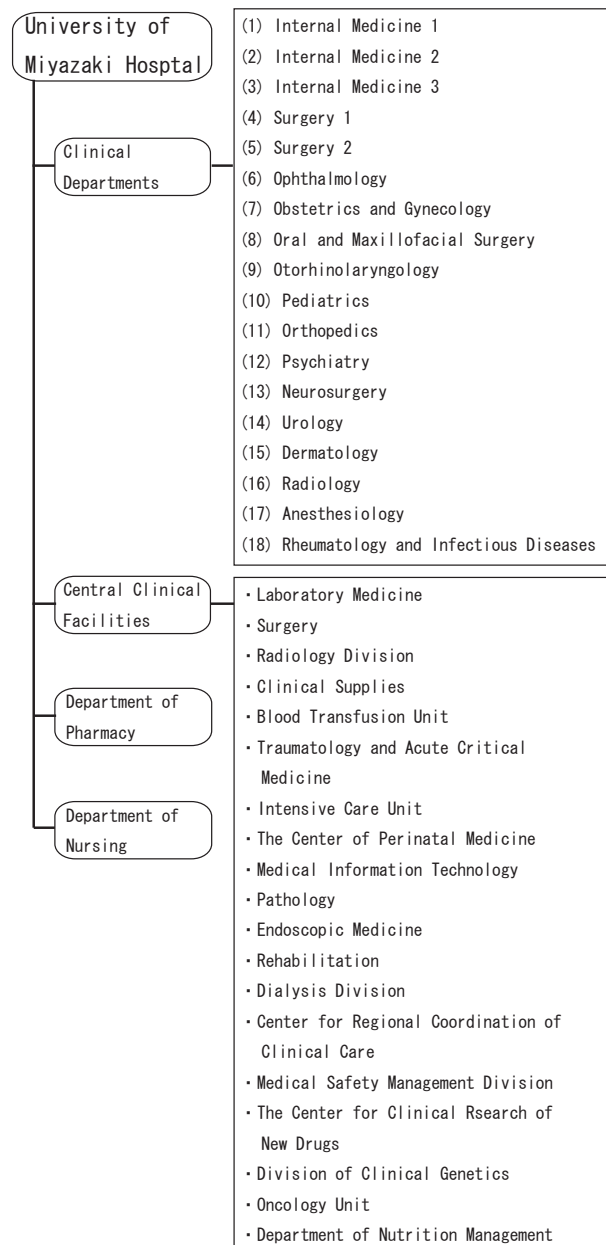 University of
Miyazaki Hosptal
Clinical
Departments
(1) Internal Medicine 1
(2) Internal Medicine 2
(3) Internal Medicine 3
(4) Surgery 1
(5) Surgery 2
(6) Ophthalmology
(7) Obstetrics and Gynecology
(8) Oral and Maxillofacial Surgery
(9) Otorhinolaryngology
(10) Pediatrics
(11) Orthopedics
(12) Psychiatry
(13) Neurosurgery
(14) Urology
(15) Dermatology
(16) Radiology
(17) Anesthesiology
(18) Rheumatology and Infectious Diseases
Central Clinical
Facilities
・Laboratory Medicine
・Surgery
・Radiology Division
・Clinical Supplies
・Blood Transfusion Unit
・Traumatology and Acute Critical
Medicine
・Intensive Care Unit
・The Center of Perinatal Medicine
・Medical Information Technology
・Pathology
・Endoscopic Medicine
・Rehabilitation
・Dialysis Division
・Center for Regional Coordination of
Clinical Care
・Medical Safety Management Division
・The Center for Clinical Rsearch of
New Drugs
・Division of Clinical Genetics
・Oncology Unit
・Department of Nutrition Management
Department of
Pharmacy
Department of
Nursing